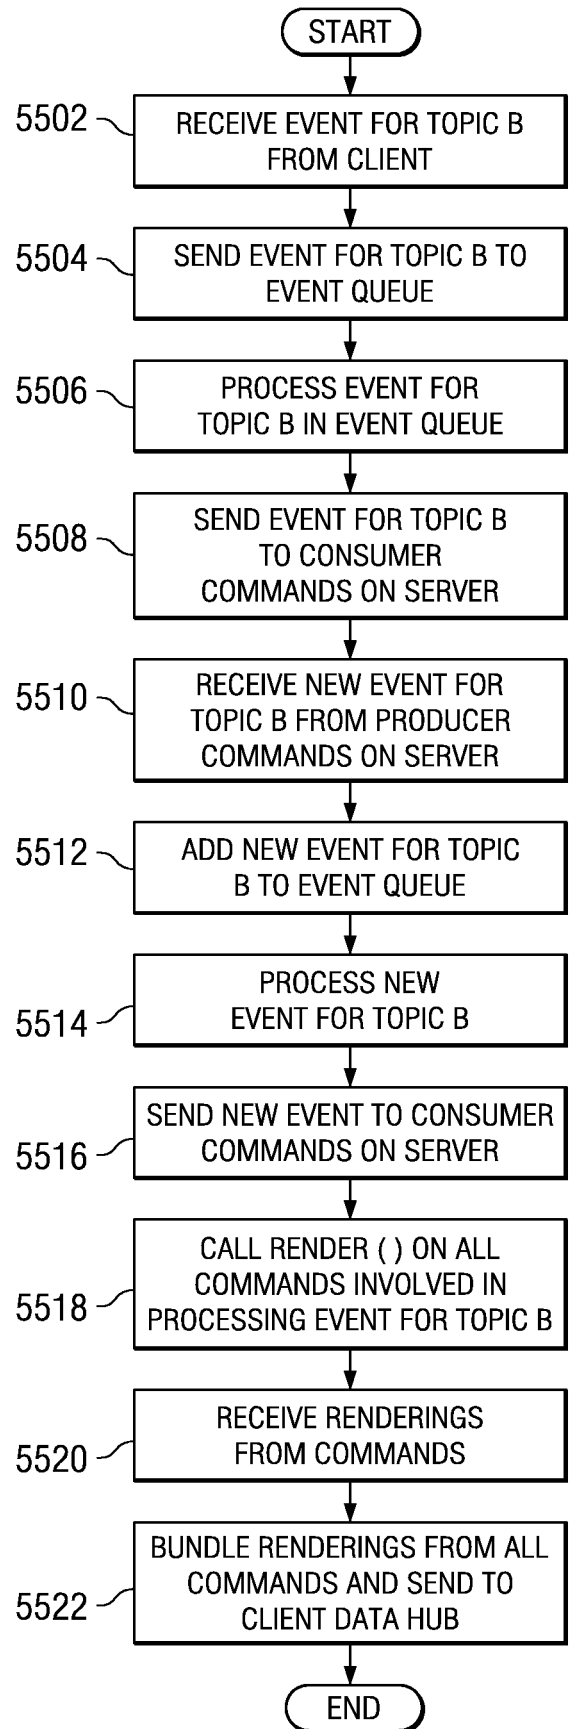 START
5502
RECEIVE EVENT FOR TOPIC B
FROM CLIENT
5504
SEND EVENT FOR TOPIC B TO
EVENT QUEUE
5506
PROCESS EVENT FOR
TOPIC B IN EVENT QUEUE
5508
SEND EVENT FOR TOPIC B
TO CONSUMER
COMMANDS ON SERVER
5510
RECEIVE NEW EVENT FOR
TOPIC B FROM PRODUCER
COMMANDS ON SERVER
5512
ADD NEW EVENT FOR TOPIC
B TO EVENT QUEUE
5514
PROCESS NEW
EVENT FOR TOPIC B
5516
SEND NEW EVENT TO CONSUMER
COMMANDS ON SERVER
5518
CALL RENDER ( ) ON ALL
COMMANDS INVOLVED IN
PROCESSING EVENT FOR TOPIC B
5520
RECEIVE RENDERINGS
FROM COMMANDS
5522
BUNDLE RENDERINGS FROM ALL
COMMANDS AND SEND TO
CLIENT DATA HUB
END